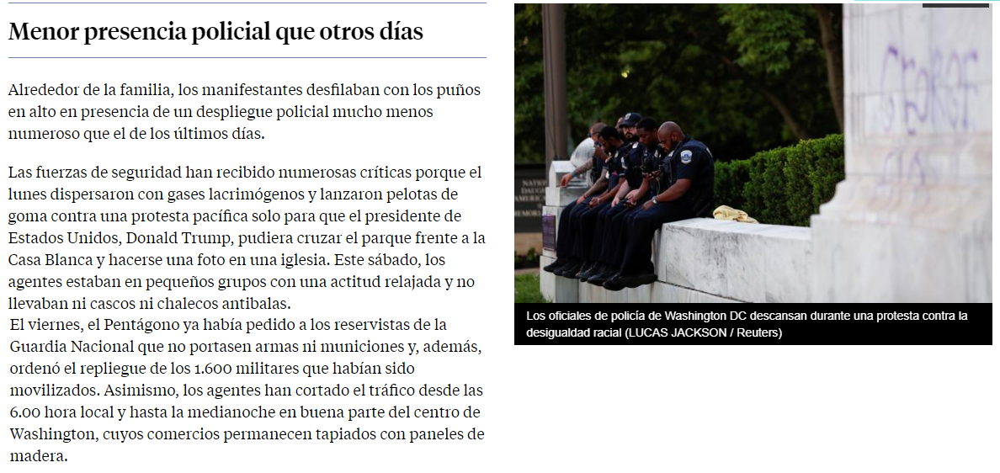 Menor presencia policial que otros días
Alrededor de la familia, los manifestantes desfilaban con los puños
en alto en presencia de un despliegue policial mucho menos
numeroso que el de los últimos días.
Las fuerzas de seguridad han recibido numerosas críticas porque el
lunes dispersaron con gases lacrimógenos y lanzaron pelotas de
goma contra una protesta pacífica solo para que el presidente de
Estados Unidos, Donald Trump, pudiera cruzar el parque frente a la
Casa Blanca y hacerse una foto en una iglesia. Este sábado, los
agentes estaban en pequeños grupos con una actitud relajada y no
llevaban ni cascos ni chalecos antibalas.
El viernes, el Pentágono ya había pedido a los reservistas de la
Guardia Nacional que no portasen armas ni municiones y, además,
ordenó el repliegue de los 1.600 militares que habían sido
movilizados. Asimismo, los agentes han cortado el tráfico desde las
6.00 hora local y hasta la medianoche en buena parte del centro de
Washington, cuyos comercios permanecen tapiados con paneles de
madera.
GEORGE
Los oficiales de policía de Washington DC descansan durante una protesta contra la
desigualdad racial (LUCAS JACKSON / Reuters)